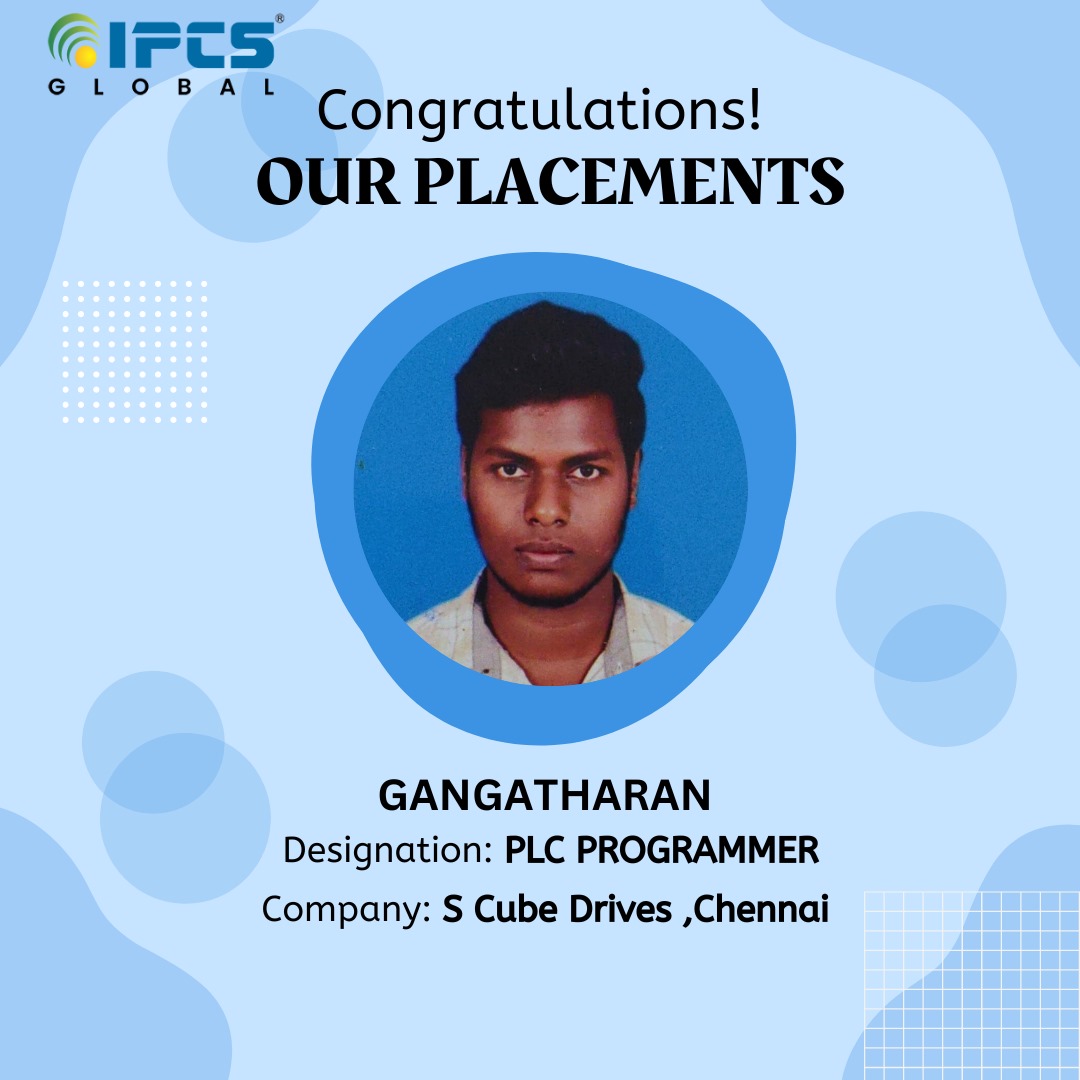 IPCS®
GLOBAL
Congratulations!
OUR PLACEMENTS
GANGATHARAN
Designation: PLC PROGRAMMER
Company: S Cube Drives ,Chennai